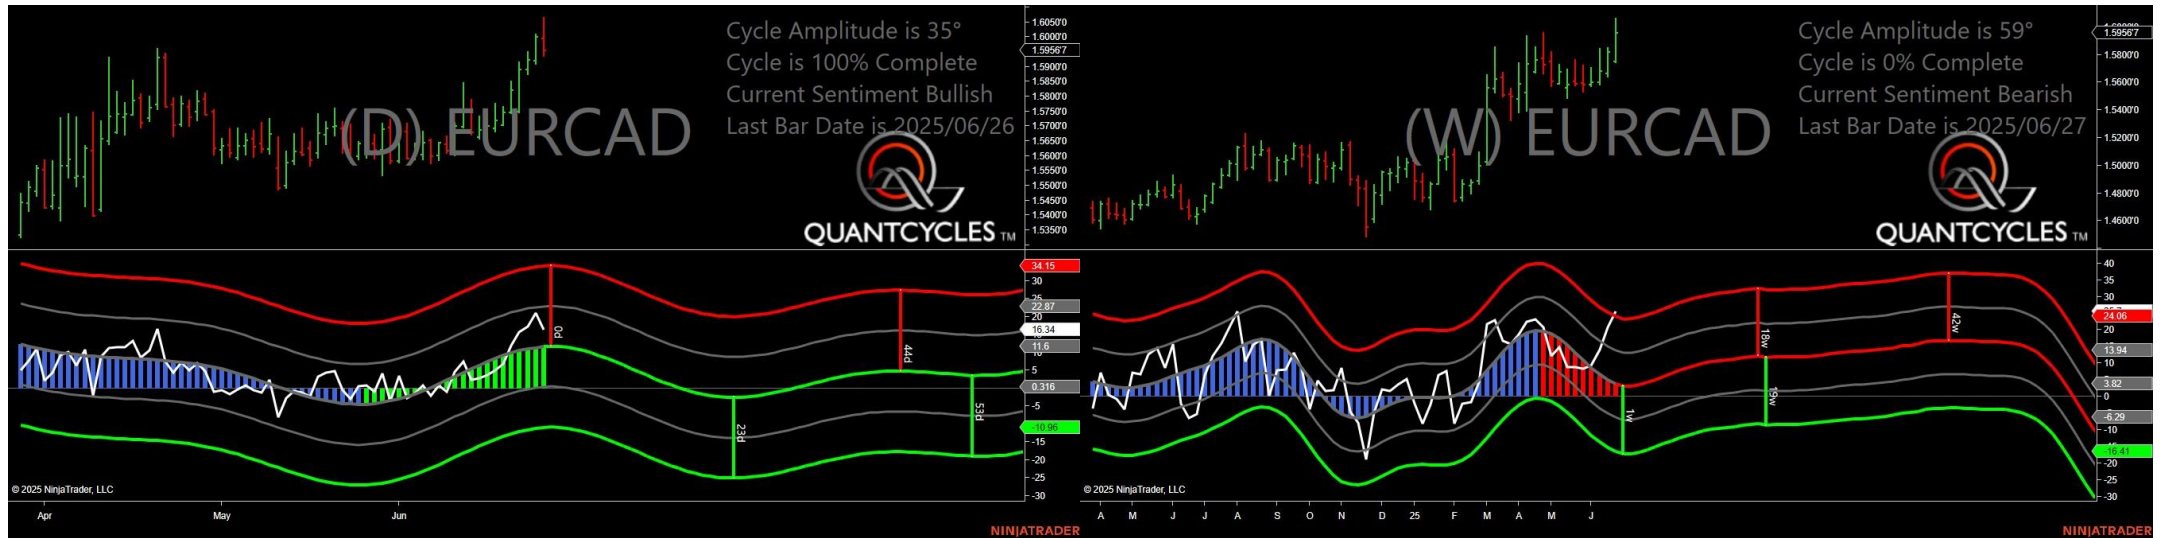 Cycle Amplitude is 35°
Cycle is 100% Complete
Current Sentiment Bullish
Last Bar Date is 2025/06/26
(D) EURCAD
QUANTCYCLES TM
1.6050'0
1.6000'0
1.5956'7
1.5900'0
1.5850'0
1.5800'0
1.5750'0
1.5700'0
1.5650'0
1.5600'0
1.5550'0
1.5500'0
1.5450'0
1.5400'0
1.5350'0
34.15
30
25
22.87
20
16.34
11.6
10
5
0.316
-5
-10.96
-15
-20
-25
-30
0d
44d
23d
53d
© 2025 NinjaTrader, LLC
Apr May Jun
NINJATRADER
Cycle Amplitude is 59°
Cycle is 0% Complete
Current Sentiment Bearish
Last Bar Date is 2025/06/27
(W) EURCAD
QUANTCYCLES TM
1.5956'7
1.5800'0
1.5600'0
1.5400'0
1.5200'0
1.5000'0
1.4800'0
1.4600'0
40
35
30
24.06
20
13.94
10
3.82
0
-6.29
-10
-16.41
-20
-25
-30
1w
18w
19w
42w
© 2025 NinjaTrader, LLC
A M J J A S O N D 25 F M A M J
NINJATRADER